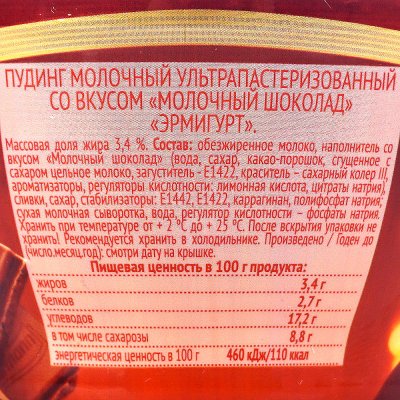 ПУДИНГ МОЛОЧНЫЙ УЛЬТРАПАСТЕРИЗОВАННЫЙ
СО ВКУСОМ «МОЛОЧНЫЙ ШОКОЛАД»
«ЭРМИГУРТ».
Массовая доля жира 3,4 %. Состав: обезжиренное молоко, наполнитель со
вкусом «Молочный шоколад» (вода, сахар, какао-порошок, сгущенное с
сахаром цельное молоко, загуститель - Е1422, краситель – сахарный колер III,
ароматизаторы, регуляторы кислотности: лимонная кислота, цитраты натрия),
сливки, сахар, стабилизаторы: Е1442, Е1422, каррагинан, полифосфат натрия;
сухая молочная сыворотка, вода, регулятор кислотности – фосфаты натрия.
Хранить при температуре от + 2 °С до + 25 °С. После вскрытия упаковки не
хранить! Рекомендуется хранить в холодильнике. Произведено / Годен до
(число.месяц.год): смотри дату на крышке.
Пищевая ценность в 100 г продукта:
жиров 3,4 г
белков 2,7 г
углеводов 17,2 г
в том числе сахарозы 8,8 г
энергетическая ценность в 100 г 460 кДж/110 ккал